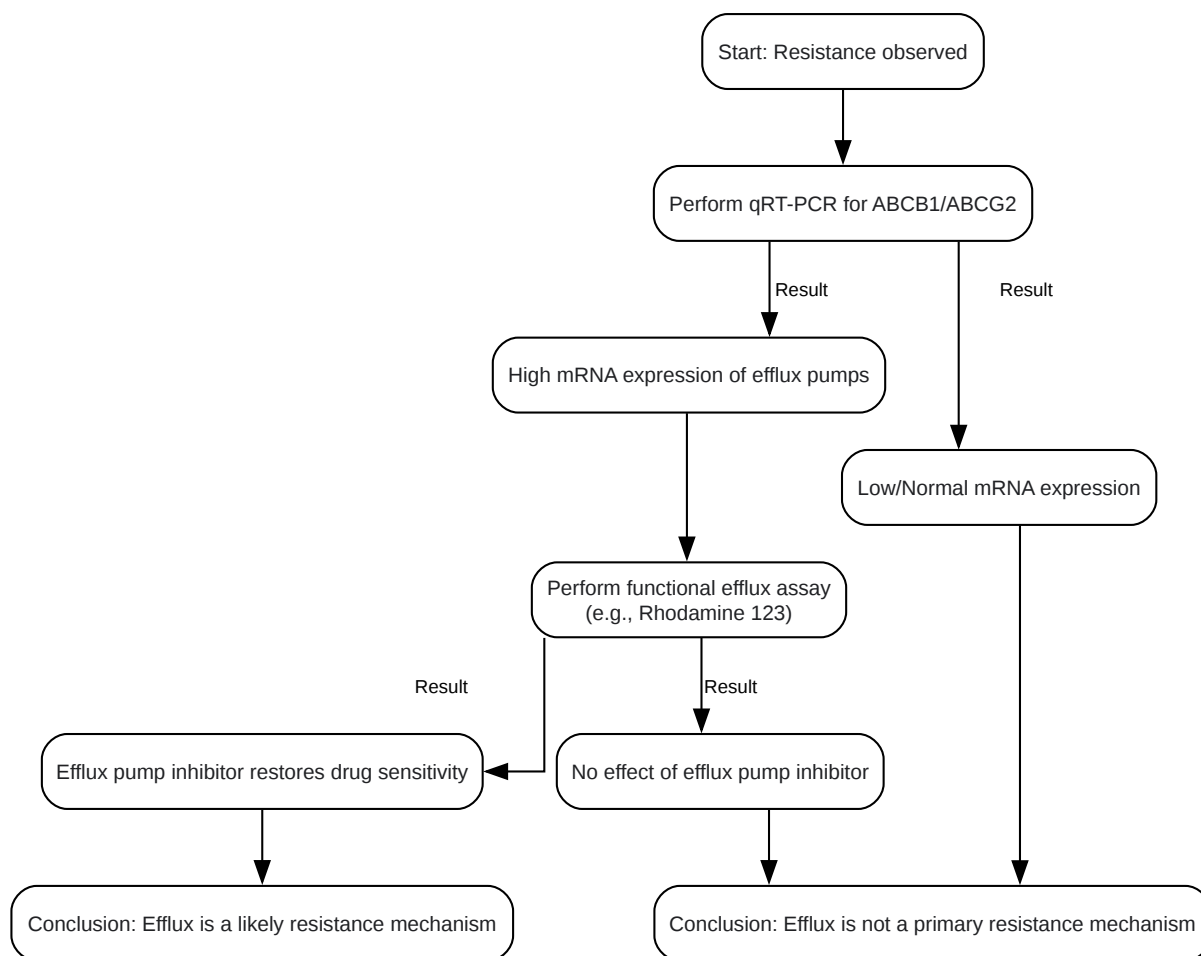 Start: Resistance observed
Perform qRT-PCR for ABCB1/ABCG2
Result
Result
High mRNA expression of efflux pumps
Low/Normal mRNA expression
Perform functional efflux assay
(e.g., Rhodamine 123)
Result
Result
Efflux pump inhibitor restores drug sensitivity
No effect of efflux pump inhibitor
Conclusion: Efflux is a likely resistance mechanism
Conclusion: Efflux is not a primary resistance mechanism